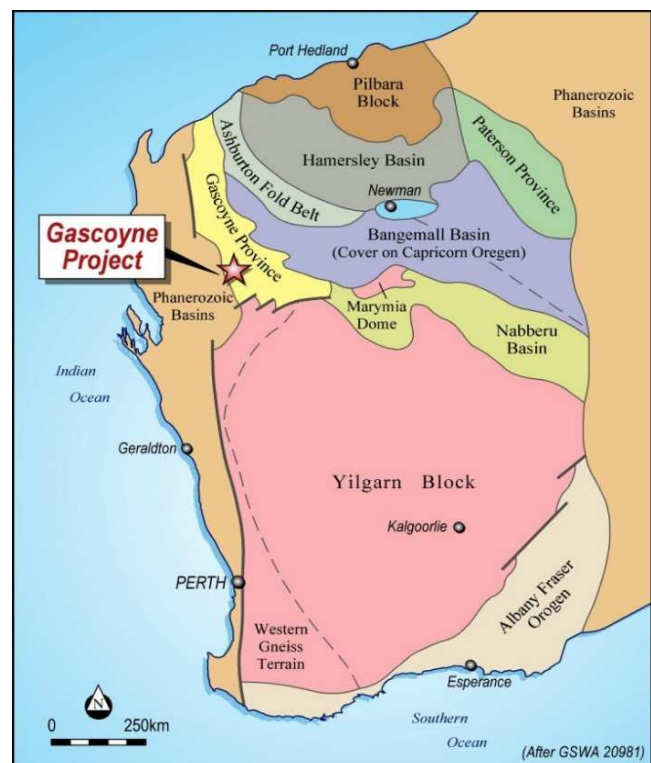 Port Hedland
Pilbara
Block
Phanerozoic
Basins
Ashburton Fold Belt
Hamersley Basin
Paterson Province
Gascoyne Province
Newman
Gascoyne
Project
Bangemall Basin
(Cover on Capricorn Oregen)
Phanerozoic
Basins
Marymia
Dome
Nabberu
Basin
Indian
Ocean
Geraldton
Yilgarn Block
Kalgoorlie
PERTH
Albany Fraser
Orogen
Western
Gneiss
Terrain
Esperance
N
0 250km
Southern
Ocean
(After GSWA 20981)